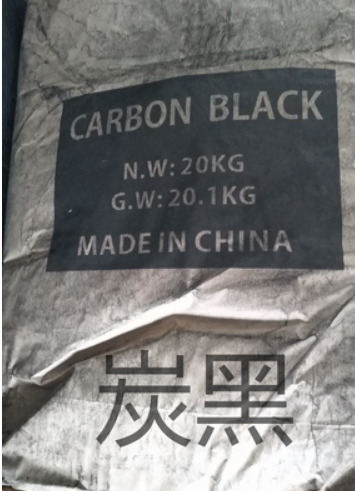 CARBON BLACK
N.W: 20KG
G.W: 20.1KG
MADE IN CHINA
炭黑